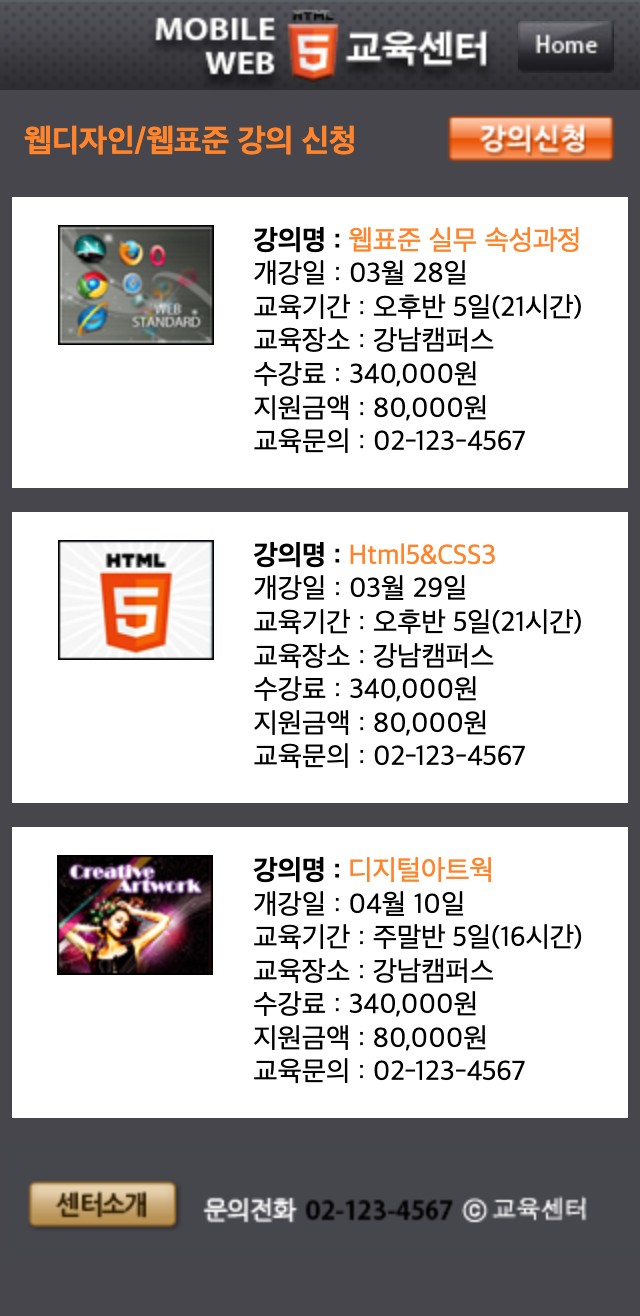 MOBILE
WEB
HTML
5
교육센터
Home
웹디자인/웹표준 강의 신청
강의신청
WEB
STANDARD
강의명 : 웹표준 실무 속성과정
개강일 : 03월 28일
교육기간 : 오후반 5일(21시간)
교육장소 : 강남캠퍼스
수강료 : 340,000원
지원금액 : 80,000원
교육문의 : 02-123-4567
HTML
5
강의명 : Html5&CSS3
개강일 : 03월 29일
교육기간 : 오후반 5일(21시간)
교육장소 : 강남캠퍼스
수강료 : 340,000원
지원금액 : 80,000원
교육문의 : 02-123-4567
Creative
Artwork
강의명 : 디지털아트웍
개강일 : 04월 10일
교육기간 : 주말반 5일(16시간)
교육장소 : 강남캠퍼스
수강료 : 340,000원
지원금액 : 80,000원
교육문의 : 02-123-4567
센터소개
문의전화 02-123-4567 ⓒ 교육센터